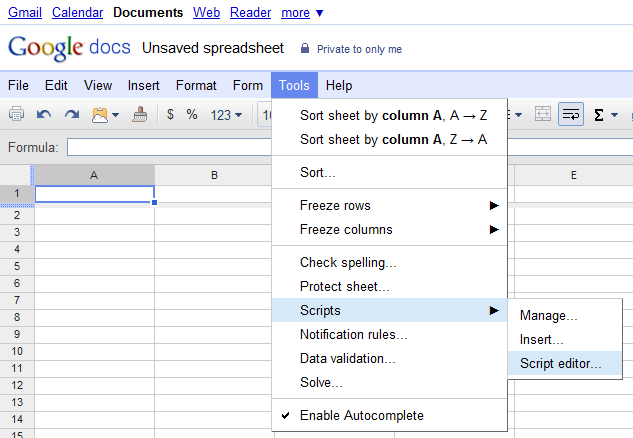 Gmail Calendar Documents Web Reader more ▼
Google docs Unsaved spreadsheet Private to only me
File Edit View Insert Format Form Tools Help
$ % 123 10 Σ
Formula:
A B E
Sort sheet by column A, A → Z
Sort sheet by column A, Z → A
Sort...
Freeze rows ▶
Freeze columns ▶
Check spelling...
Protect sheet...
Scripts ▶
Notification rules...
Data validation...
Solve...
✔ Enable Autocomplete
Manage...
Insert...
Script editor...
1
2
3
4
5
6
7
8
9
10
11
12
13
14
15